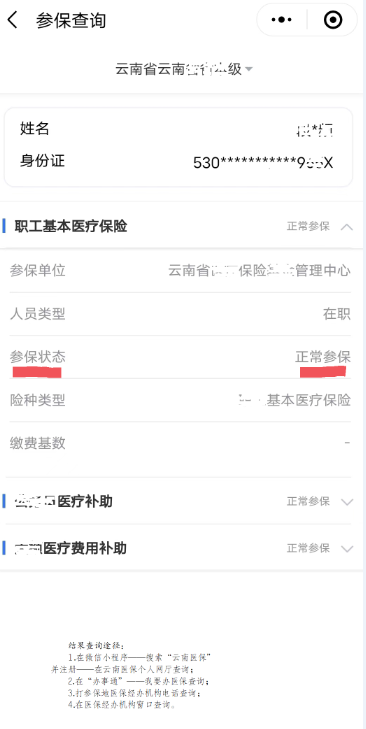 参保查询
云南省云南省 级
姓名
身份证 530***********9 X
职工基本医疗保险 正常参保
参保单位 云南省 保险 管理中心
人员类型 在职
参保状态 正常参保
险种类型 基本医疗保险
缴费基数 -
医疗补助 正常参保
医疗费用补助 正常参保
结果查询途径:
1.在微信小程序——搜索“云南医保”
并注册——在云南医保个人网厅查询;
2.在“办事通”——我要办医保查询;
3.打参保地医保经办机构电话查询;
4.在医保经办机构窗口查询。